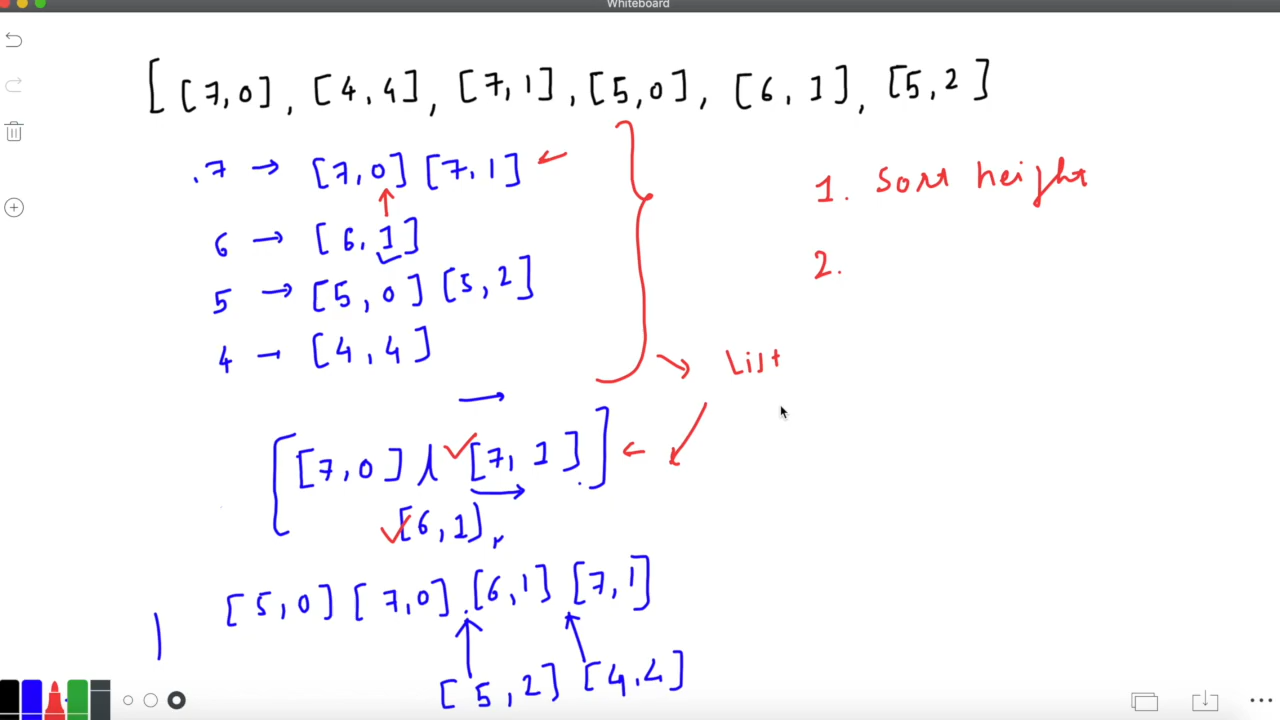 Whiteboard
[[7,0], [4,4], [7,1], [5,0], [6,1], [5,2]
.7 → [7,0] [7,1] ←
6 → [6,1]
5 → [5,0] [5,2]
4 → [4,4]
1. Sort height
2.
List
[[7,0] [7,1]] ←
[6,1],
[5,0] [7,0] [6,1] [7,1]
[5,2] [4,4]